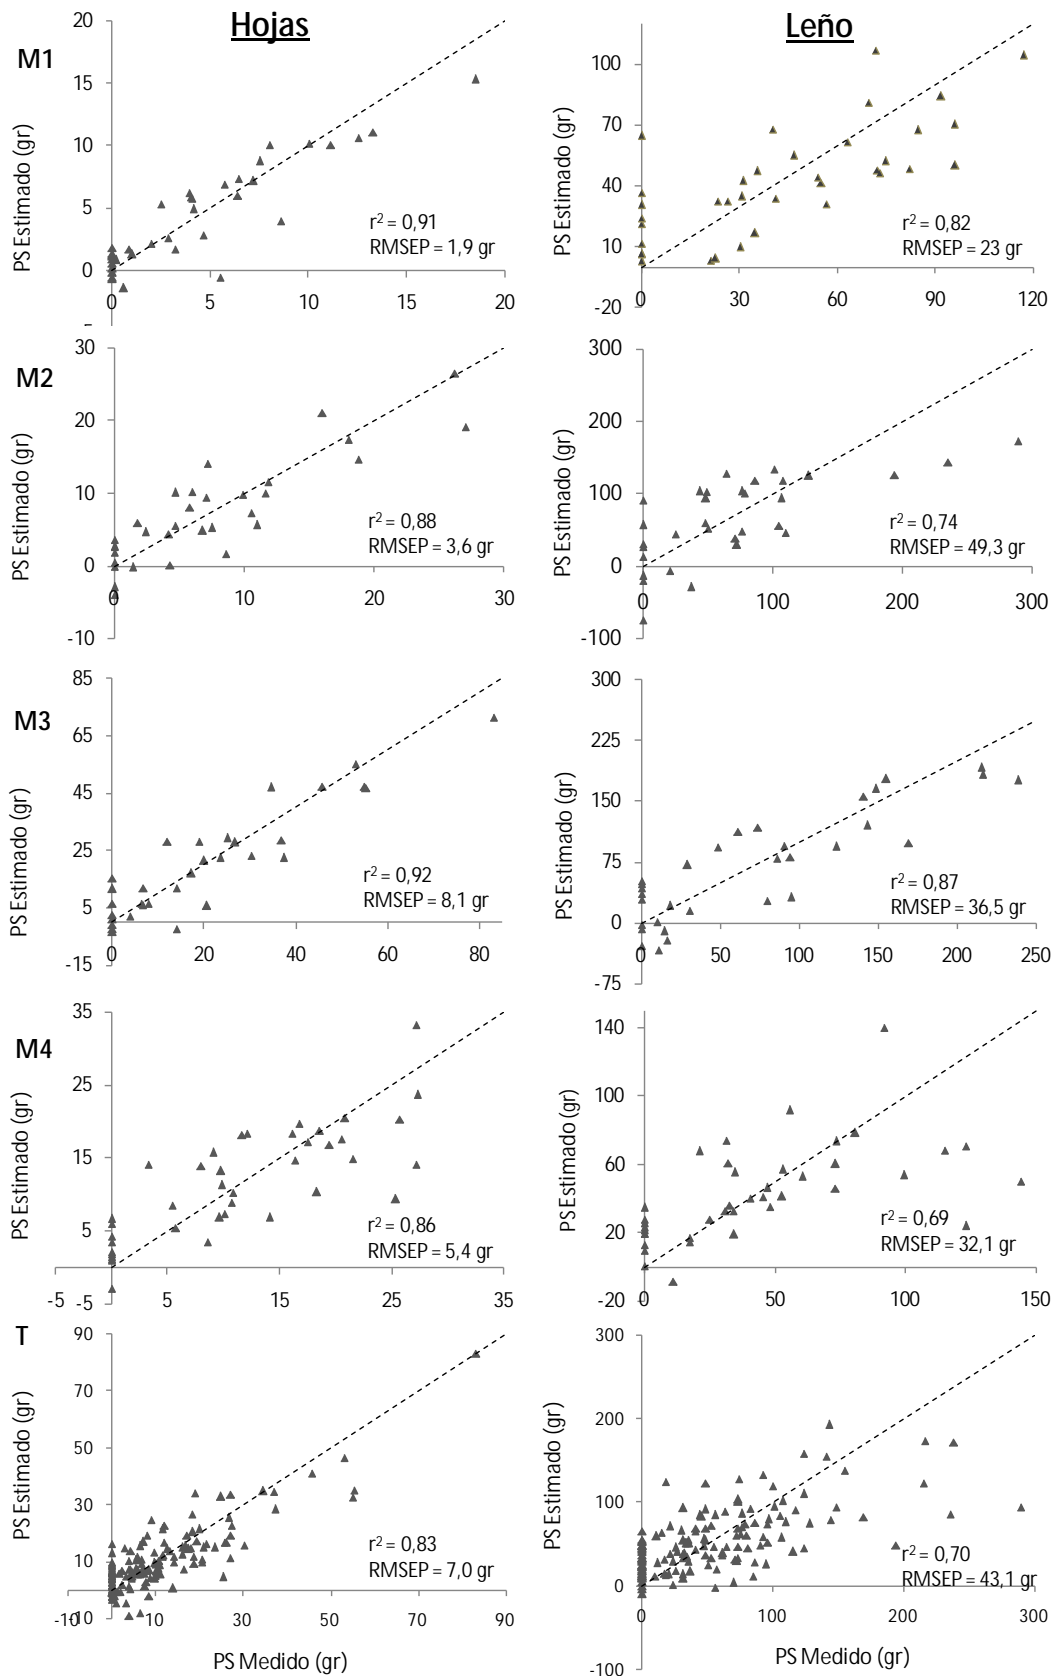 Hojas
Leño
M1
20
15
10
5
0
5
0 5 10 15 20
PS Estimado (gr)
r² = 0,91
RMSEP = 1,9 gr
100
70
40
10
-20
0 30 60 90 120
PS Estimado (gr)
r² = 0,82
RMSEP = 23 gr
M2
30
20
10
0
-10
0 10 20 30
PS Estimado (gr)
r² = 0,88
RMSEP = 3,6 gr
300
200
100
0
-100
0 100 200 300
PS Estimado (gr)
r² = 0,74
RMSEP = 49,3 gr
M3
85
65
45
25
5
-15
0 20 40 60 80
PS Estimado (gr)
r² = 0,92
RMSEP = 8,1 gr
300
225
150
75
0
-75
0 50 100 150 200 250
PS Estimado (gr)
r² = 0,87
RMSEP = 36,5 gr
M4
35
25
15
5
-5
-5 5 15 25 35
PS Estimado (gr)
r² = 0,86
RMSEP = 5,4 gr
140
100
60
20
-20
0 50 100 150
PS Estimado (gr)
r² = 0,69
RMSEP = 32,1 gr
T
90
70
50
30
10
-10
-10 10 30 50 70 90
PS Estimado (gr)
r² = 0,83
RMSEP = 7,0 gr
PS Medido (gr)
300
200
100
0
-100
0 100 200 300
PS Estimado (gr)
r² = 0,70
RMSEP = 43,1 gr
PS Medido (gr)